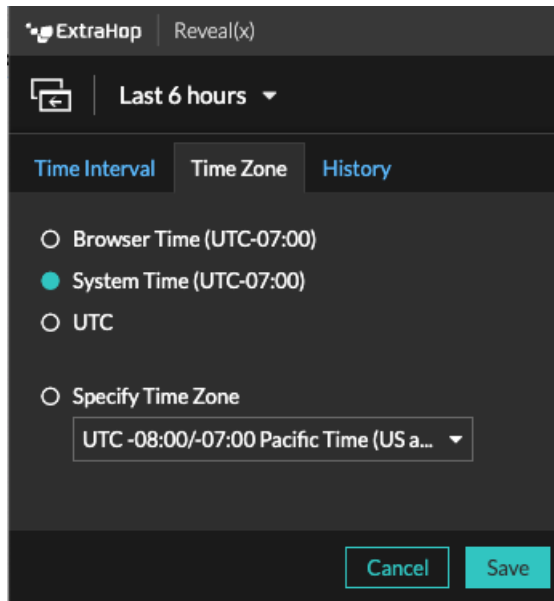 ExtraHop Reveal(x)
Last 6 hours
Time Interval Time Zone History
Browser Time (UTC-07:00)
System Time (UTC-07:00)
UTC
Specify Time Zone
UTC -08:00/-07:00 Pacific Time (US a...
Cancel Save